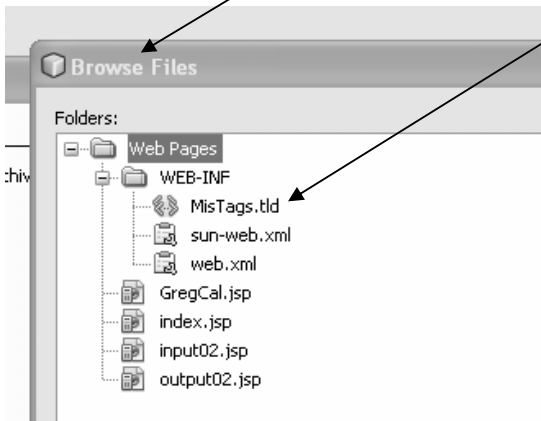 Browse Files
Folders:
Web Pages
WEB-INF
MisTags.tld
sun-web.xml
web.xml
GregCal.jsp
index.jsp
input02.jsp
output02.jsp